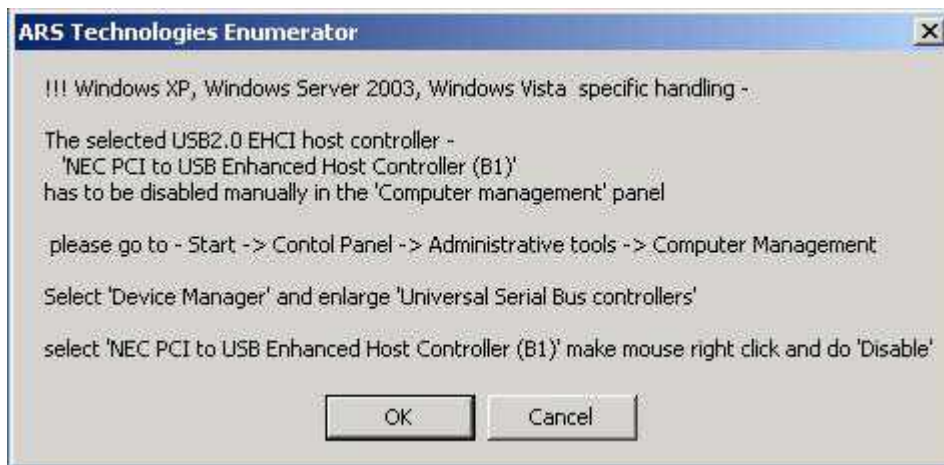 ARS Technologies Enumerator
!!! Windows XP, Windows Server 2003, Windows Vista specific handling -
The selected USB2.0 EHCI host controller -
'NEC PCI to USB Enhanced Host Controller (B1)'
has to be disabled manually in the 'Computer management' panel
please go to - Start -> Contol Panel -> Administrative tools -> Computer Management
Select 'Device Manager' and enlarge 'Universal Serial Bus controllers'
select 'NEC PCI to USB Enhanced Host Controller (B1)' make mouse right click and do 'Disable'
OK Cancel